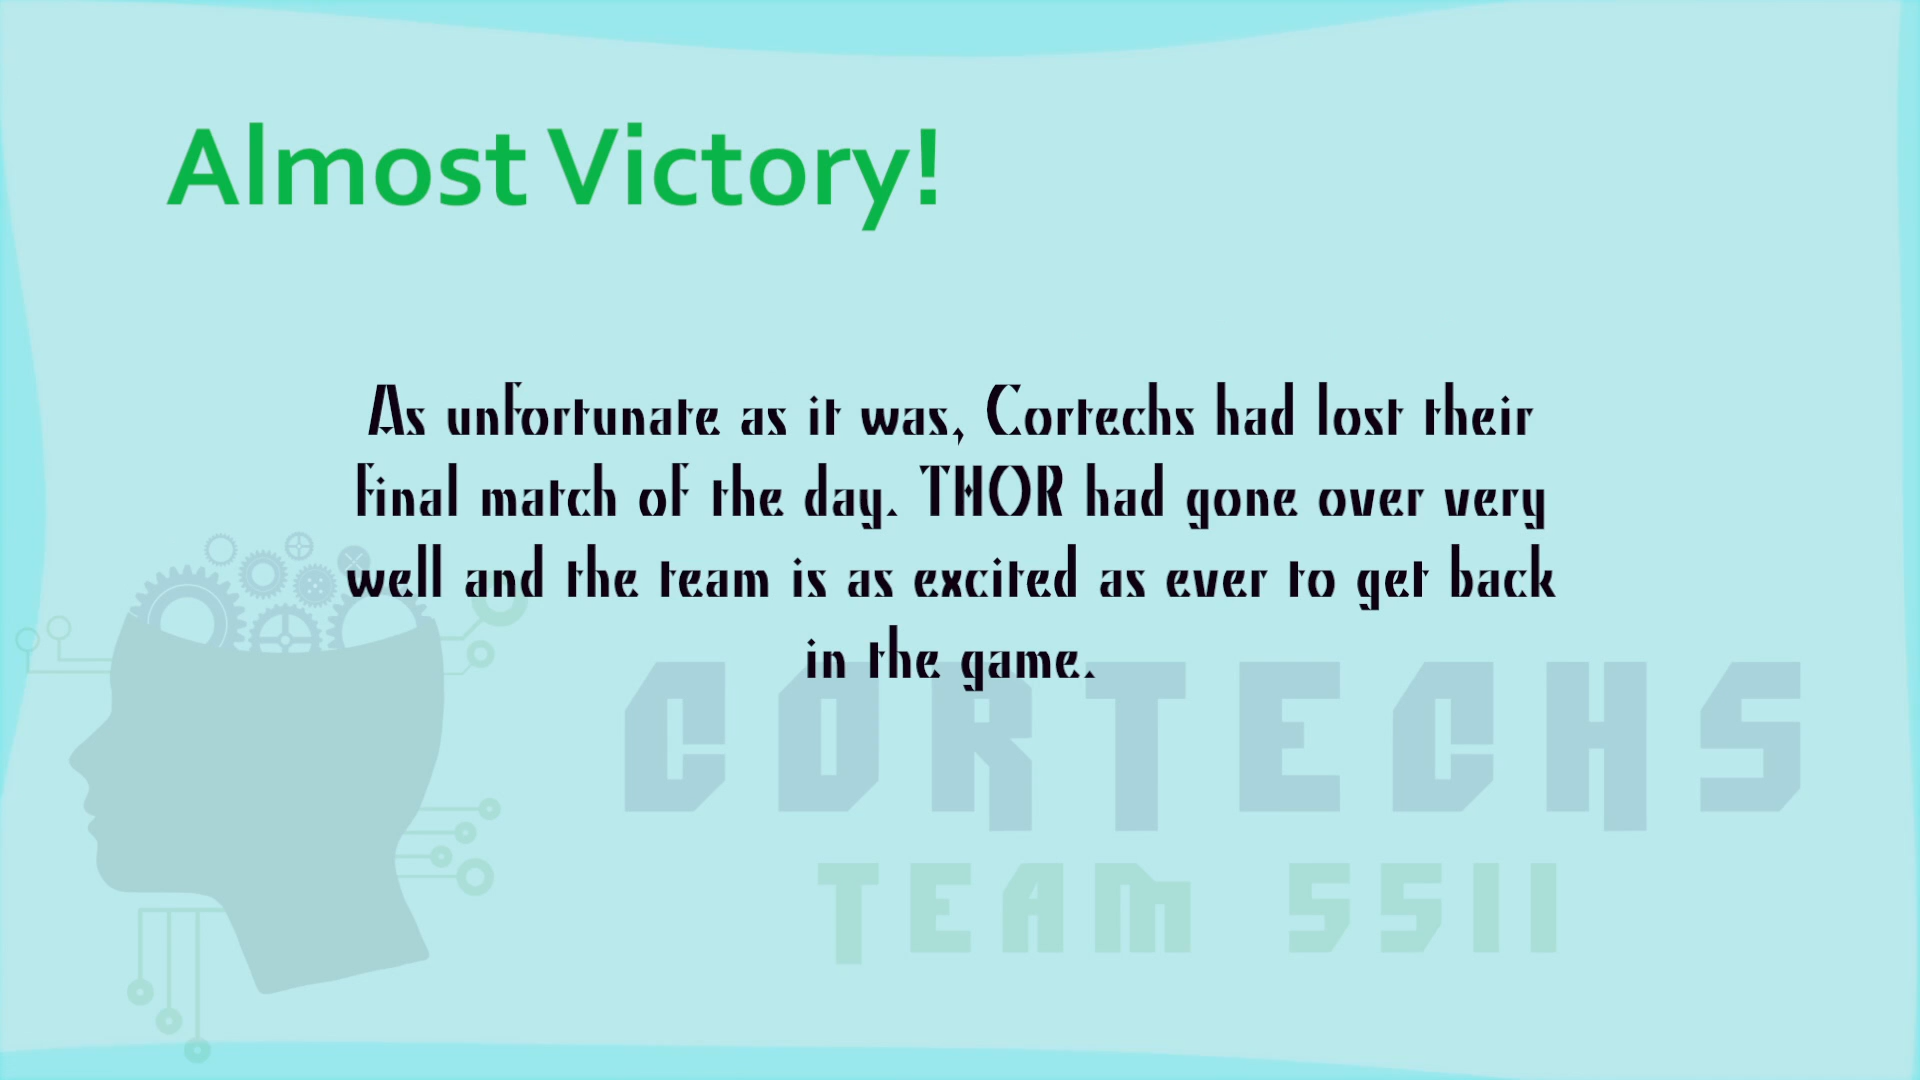 Almost Victory!
As unfortunate as it was, Cortechs had lost their
final match of the day. THOR had gone over very
well and the team is as excited as ever to get back
in the game.
CORTECHS
TEAM 5511